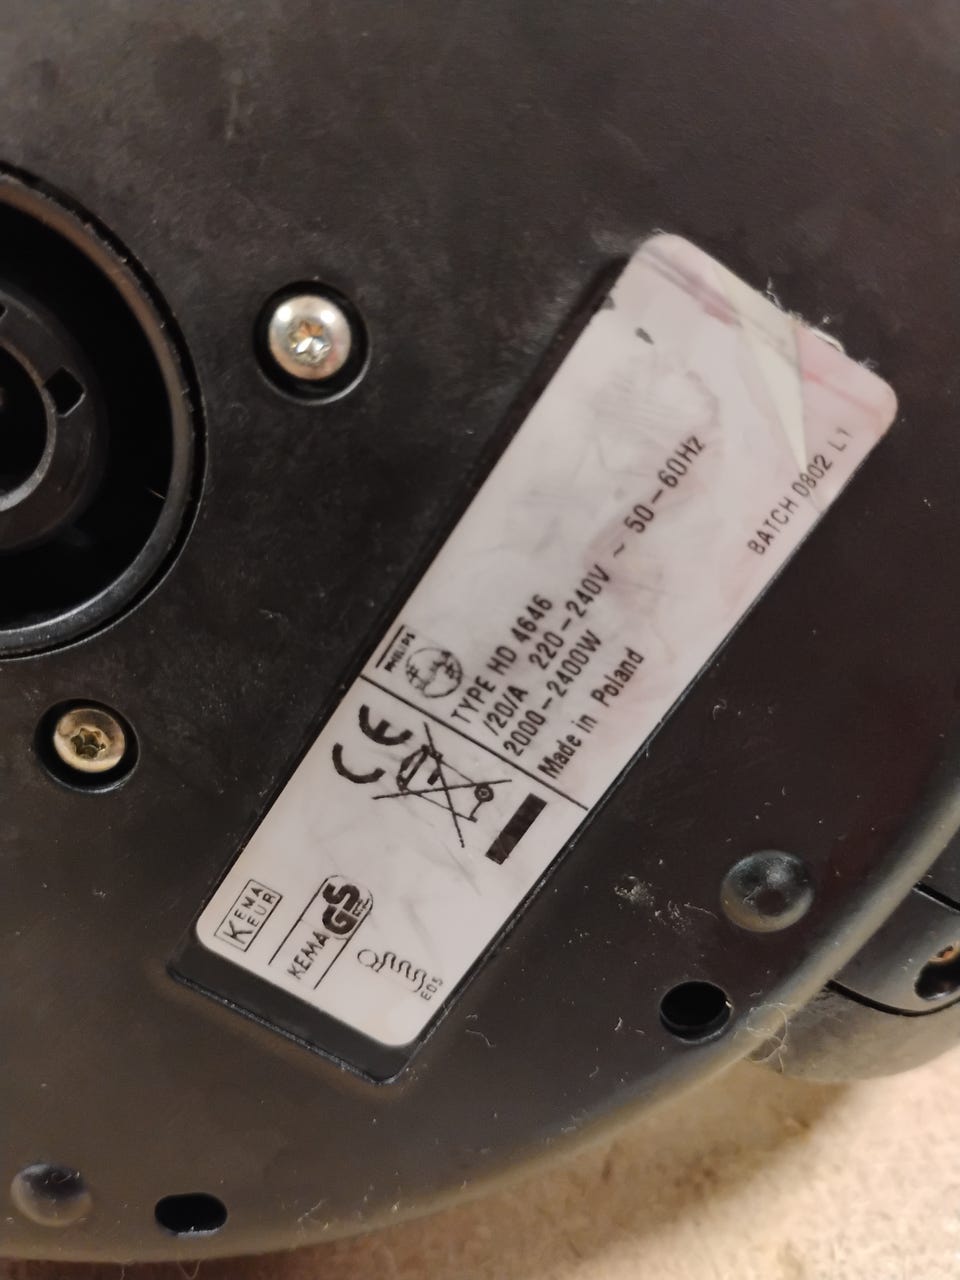 PHILIPS
TYPE HD 4646
/20/A 220-240V ~ 50-60Hz
2000-2400W
Made in Poland
BATCH 0802 L1
CE
KEMA
KEUR
KEMA
GS